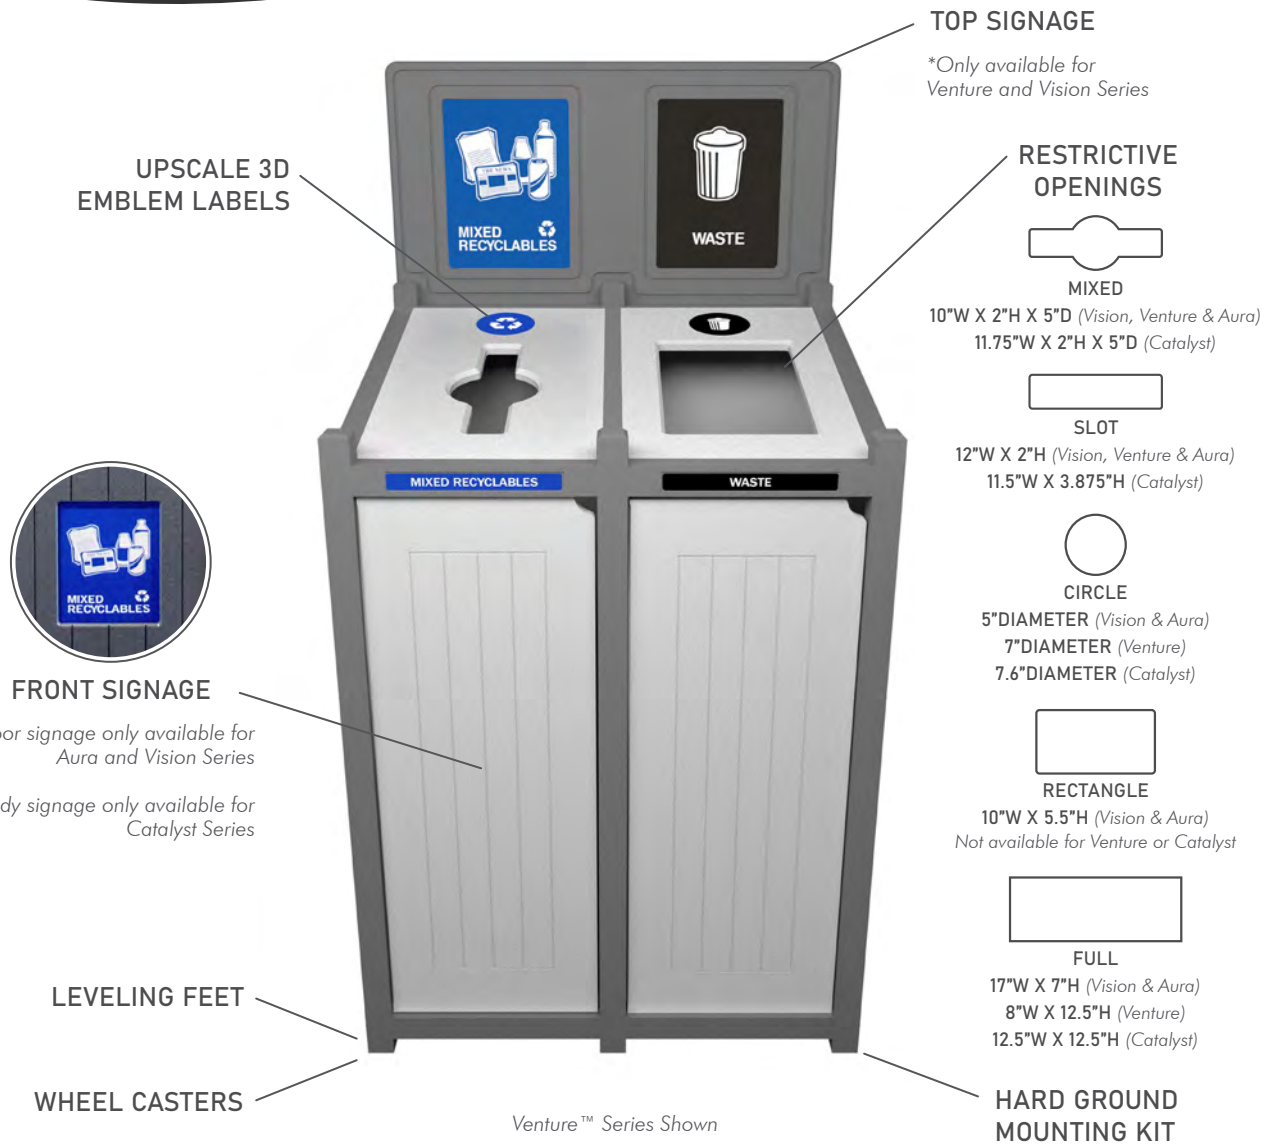 TOP SIGNAGE
*Only available for
Venture and Vision Series
UPSCALE 3D
EMBLEM LABELS
THE NEWS
MIXED
RECYCLABLES
WASTE
RESTRICTIVE
OPENINGS
MIXED
10"W X 2"H X 5"D (Vision, Venture & Aura)
11.75"W X 2"H X 5"D (Catalyst)
SLOT
12"W X 2"H (Vision, Venture & Aura)
11.5"W X 3.875"H (Catalyst)
CIRCLE
5"DIAMETER (Vision & Aura)
7"DIAMETER (Venture)
7.6"DIAMETER (Catalyst)
RECTANGLE
10"W X 5.5"H (Vision & Aura)
Not available for Venture or Catalyst
FULL
17"W X 7"H (Vision & Aura)
8"W X 12.5"H (Venture)
12.5"W X 12.5"H (Catalyst)
MIXED RECYCLABLES
WASTE
MIXED
RECYCLABLES
FRONT SIGNAGE
signage only available for
Aura and Vision Series
signage only available for
Catalyst Series
LEVELING FEET
WHEEL CASTERS
Venture™ Series Shown
HARD GROUND
MOUNTING KIT